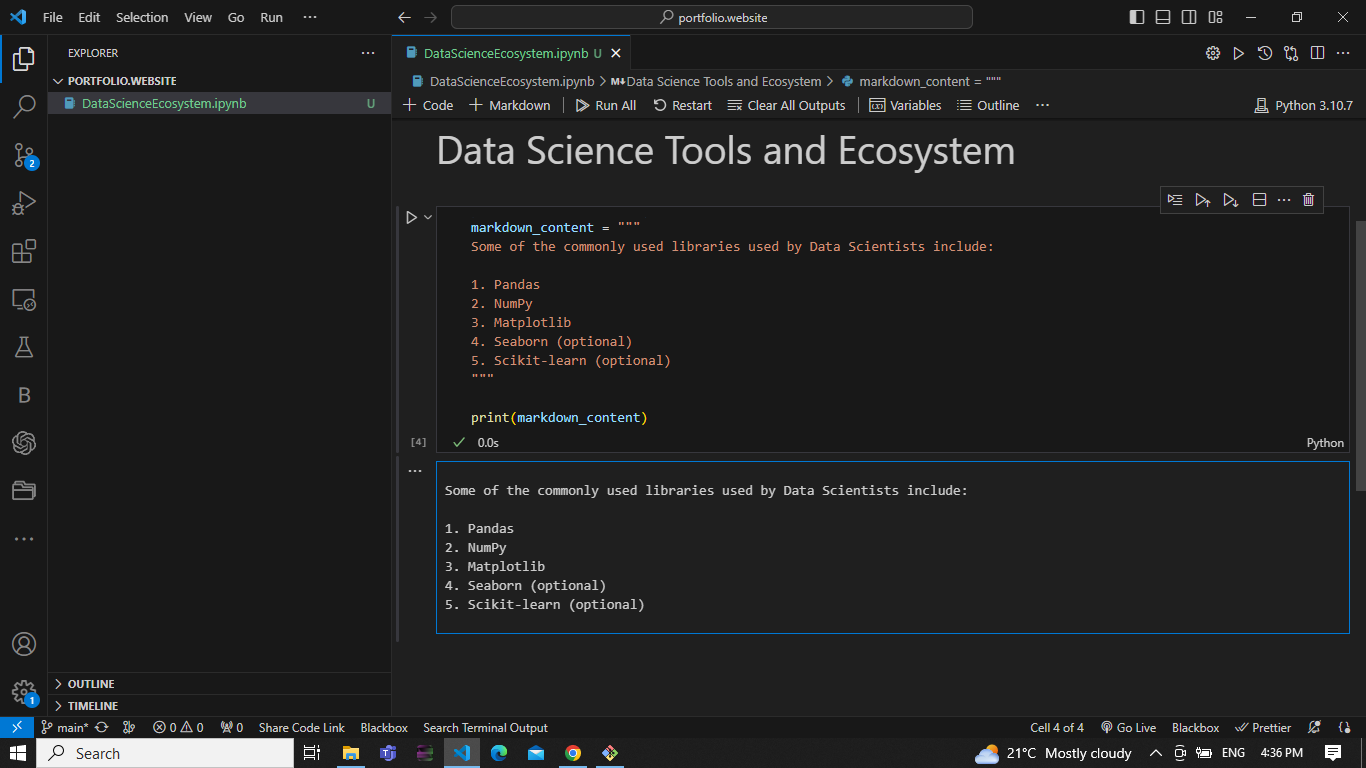 File Edit Selection View Go Run ···
portfolio.website
EXPLORER ···
PORTFOLIO.WEBSITE
DataScienceEcosystem.ipynb U
DataScienceEcosystem.ipynb U
DataScienceEcosystem.ipynb > M↓Data Science Tools and Ecosystem > markdown_content = """
+ Code + Markdown Run All Restart Clear All Outputs Variables Outline ··· Python 3.10.7
Data Science Tools and Ecosystem
markdown_content = """
Some of the commonly used libraries used by Data Scientists include:
1. Pandas
2. NumPy
3. Matplotlib
4. Seaborn (optional)
5. Scikit-learn (optional)
"""
print(markdown_content)
[4] 0.0s Python
Some of the commonly used libraries used by Data Scientists include:
1. Pandas
2. NumPy
3. Matplotlib
4. Seaborn (optional)
5. Scikit-learn (optional)
2
B
1
OUTLINE
TIMELINE
main* 0 0 0 Share Code Link Blackbox Search Terminal Output Cell 4 of 4 Go Live Blackbox Prettier
Search 21°C Mostly cloudy ENG 4:36 PM